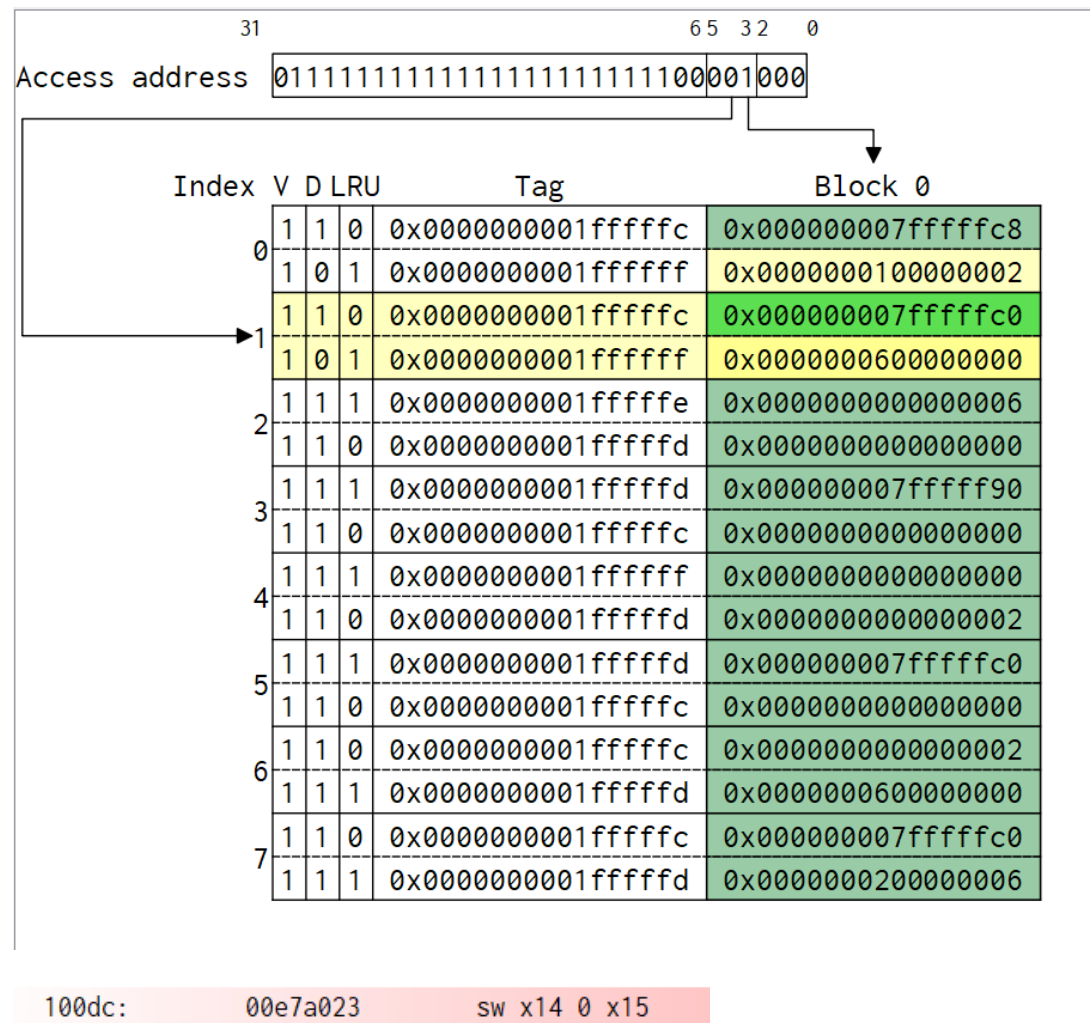 31 6 5 3 2 0
Access address 01111111111111111111111100001000
Index V D LRU Tag Block 0
1 1 0 0x0000000001fffffc 0x000000007fffffc8
0
1 0 1 0x0000000001ffffff 0x0000000100000002
1 1 0 0x0000000001fffffc 0x000000007fffffc0
1
1 0 1 0x0000000001ffffff 0x0000000600000000
1 1 1 0x0000000001fffffe 0x0000000000000006
2
1 1 0 0x0000000001fffffd 0x0000000000000000
1 1 1 0x0000000001fffffd 0x000000007fffff90
3
1 1 0 0x0000000001fffffc 0x0000000000000000
1 1 1 0x0000000001ffffff 0x0000000000000000
4
1 1 0 0x0000000001fffffd 0x0000000000000002
1 1 1 0x0000000001fffffd 0x000000007fffffc0
5
1 1 0 0x0000000001fffffc 0x0000000000000000
1 1 0 0x0000000001fffffc 0x0000000000000002
6
1 1 1 0x0000000001fffffd 0x0000000600000000
1 1 0 0x0000000001fffffc 0x000000007fffffc0
7
1 1 1 0x0000000001fffffd 0x0000000200000006
100dc: 00e7a023 sw x14 0 x15